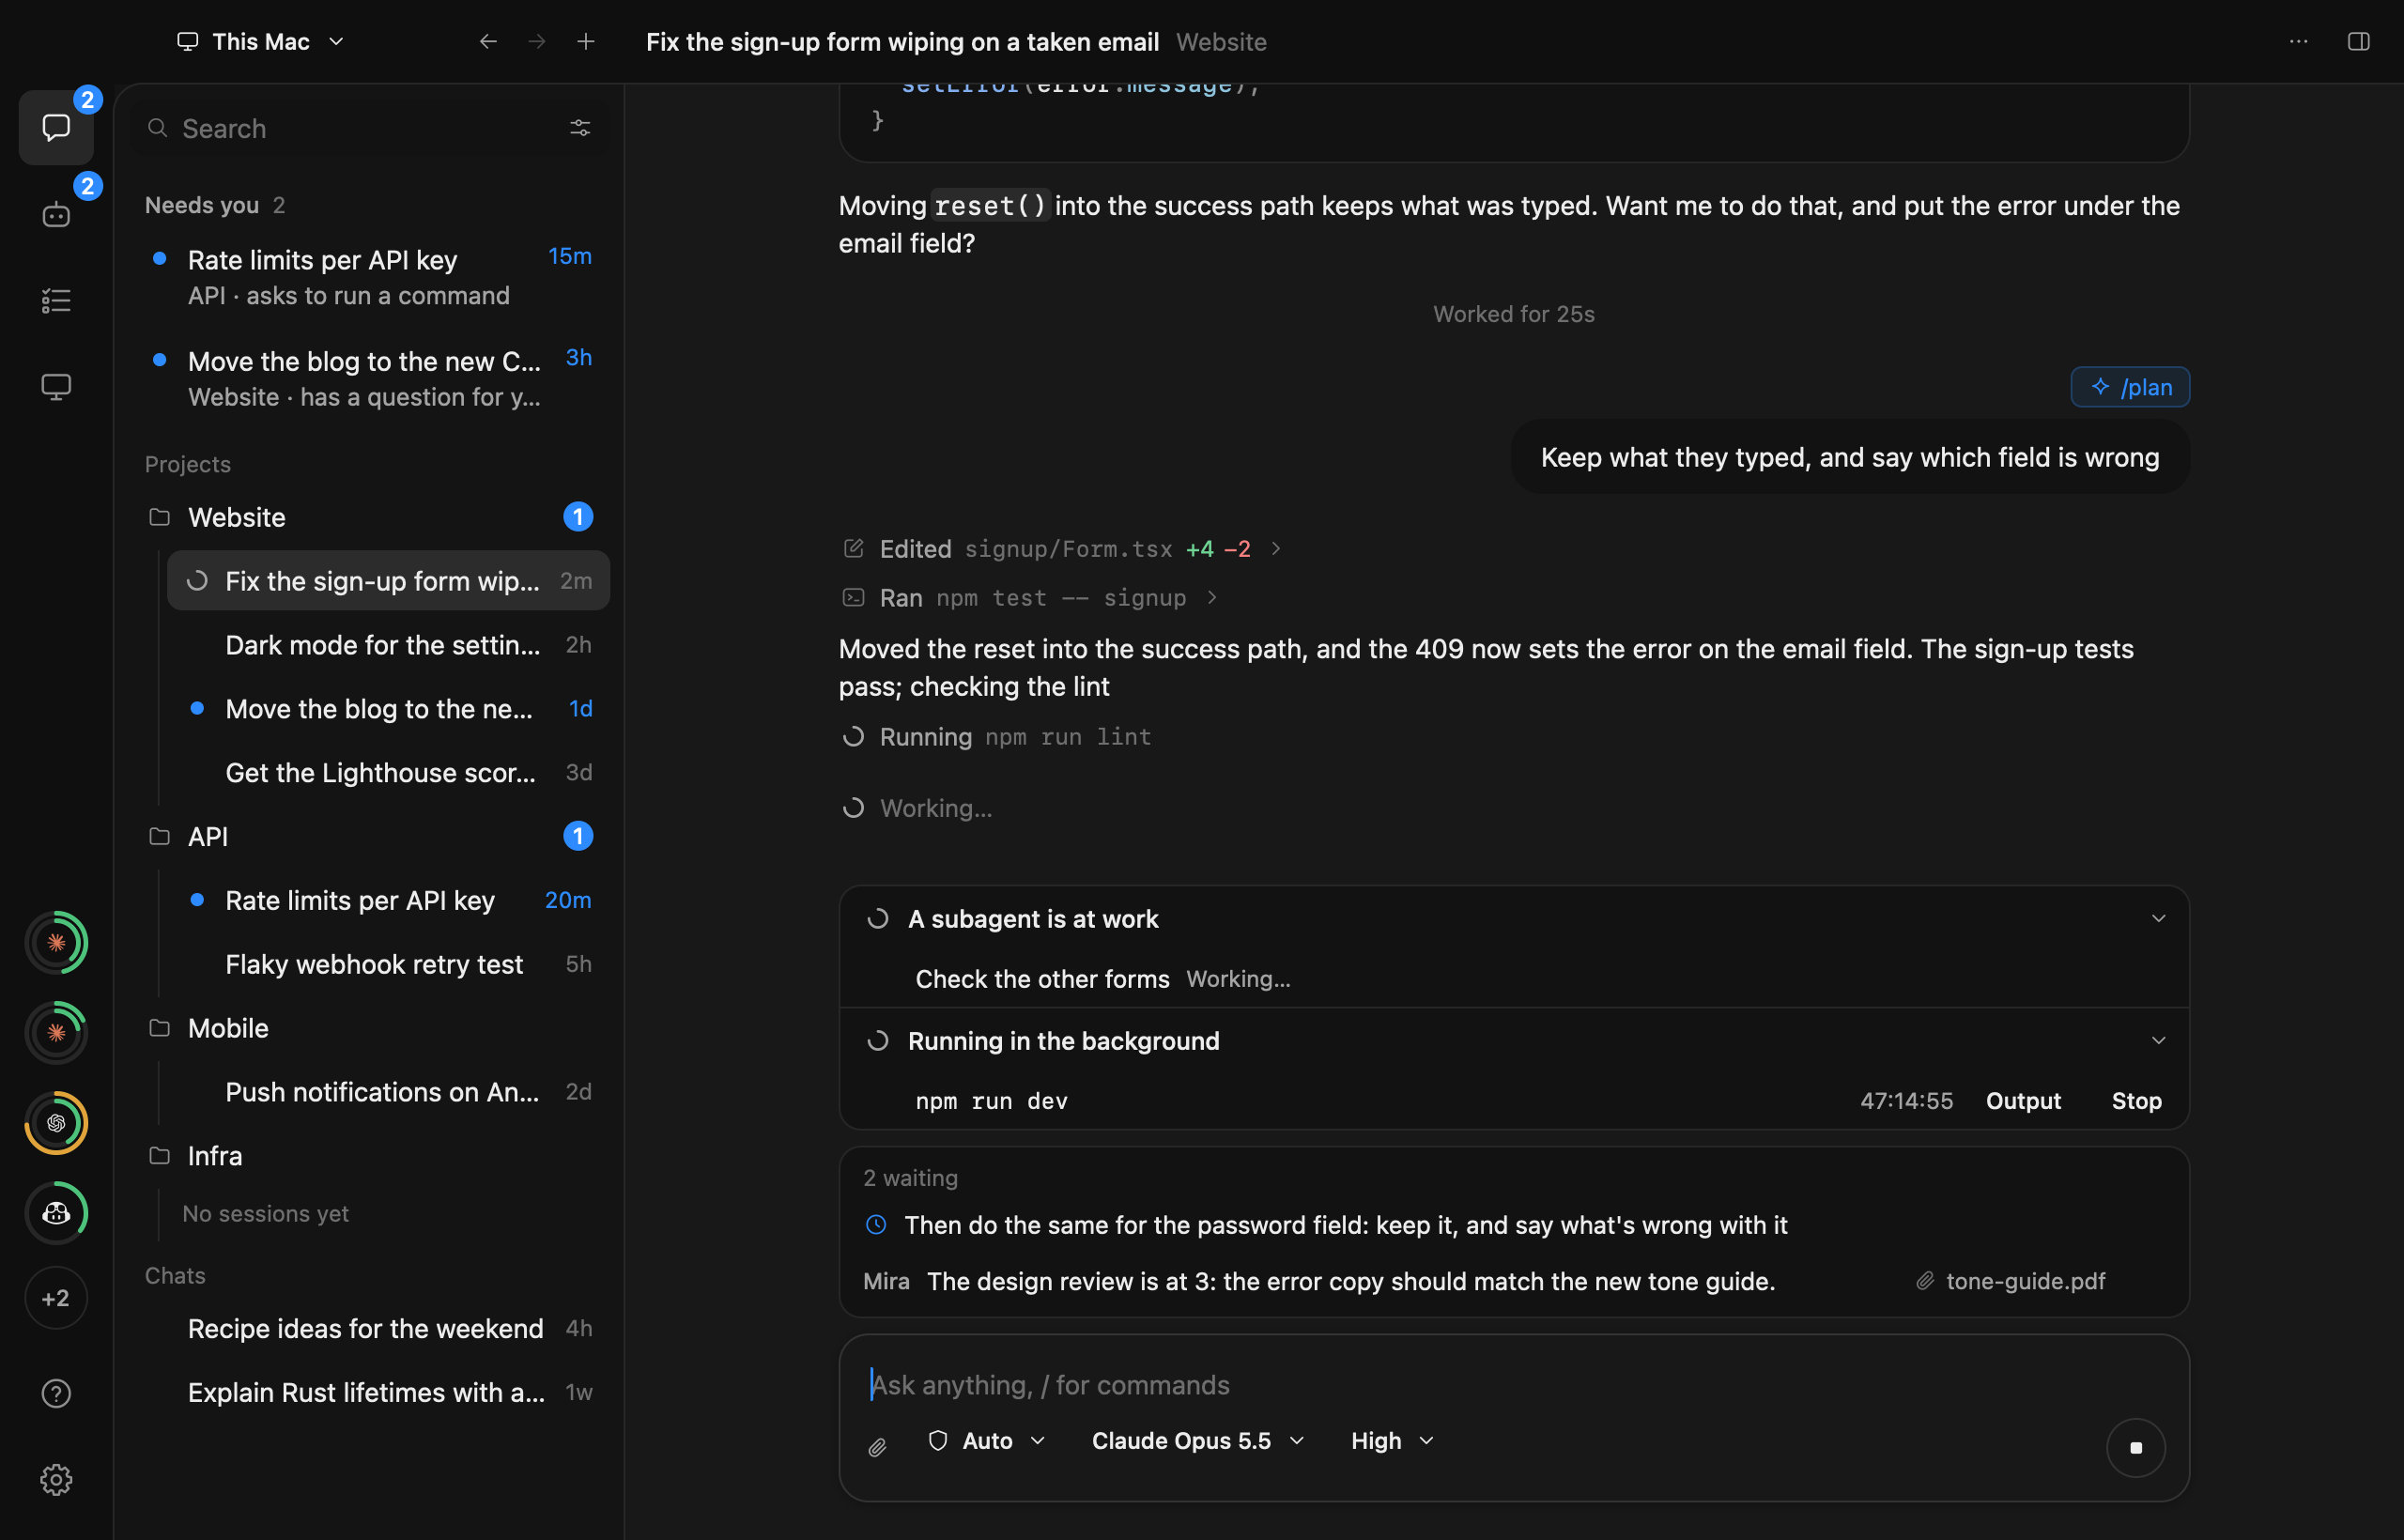 This Mac
Fix the sign-up form wiping on a taken email Website
2
2
Search
Needs you 2
Rate limits per API key 15m
API · asks to run a command
Move the blog to the new C... 3h
Website · has a question for y...
Projects
Website 1
Fix the sign-up form wip... 2m
Dark mode for the settin... 2h
Move the blog to the ne... 1d
Get the Lighthouse scor... 3d
API 1
Rate limits per API key 20m
Flaky webhook retry test 5h
Mobile
Push notifications on An... 2d
Infra
No sessions yet
Chats
Recipe ideas for the weekend 4h
Explain Rust lifetimes with a... 1w
+2
setError(error.message);
}
Moving reset() into the success path keeps what was typed. Want me to do that, and put the error under the
email field?
Worked for 25s
/plan
Keep what they typed, and say which field is wrong
Edited signup/Form.tsx +4 −2
Ran npm test -- signup
Moved the reset into the success path, and the 409 now sets the error on the email field. The sign-up tests
pass; checking the lint
Running npm run lint
Working...
A subagent is at work
Check the other forms Working...
Running in the background
npm run dev 47:14:55 Output Stop
2 waiting
Then do the same for the password field: keep it, and say what's wrong with it
Mira The design review is at 3: the error copy should match the new tone guide. tone-guide.pdf
Ask anything, / for commands
Auto Claude Opus 5.5 High